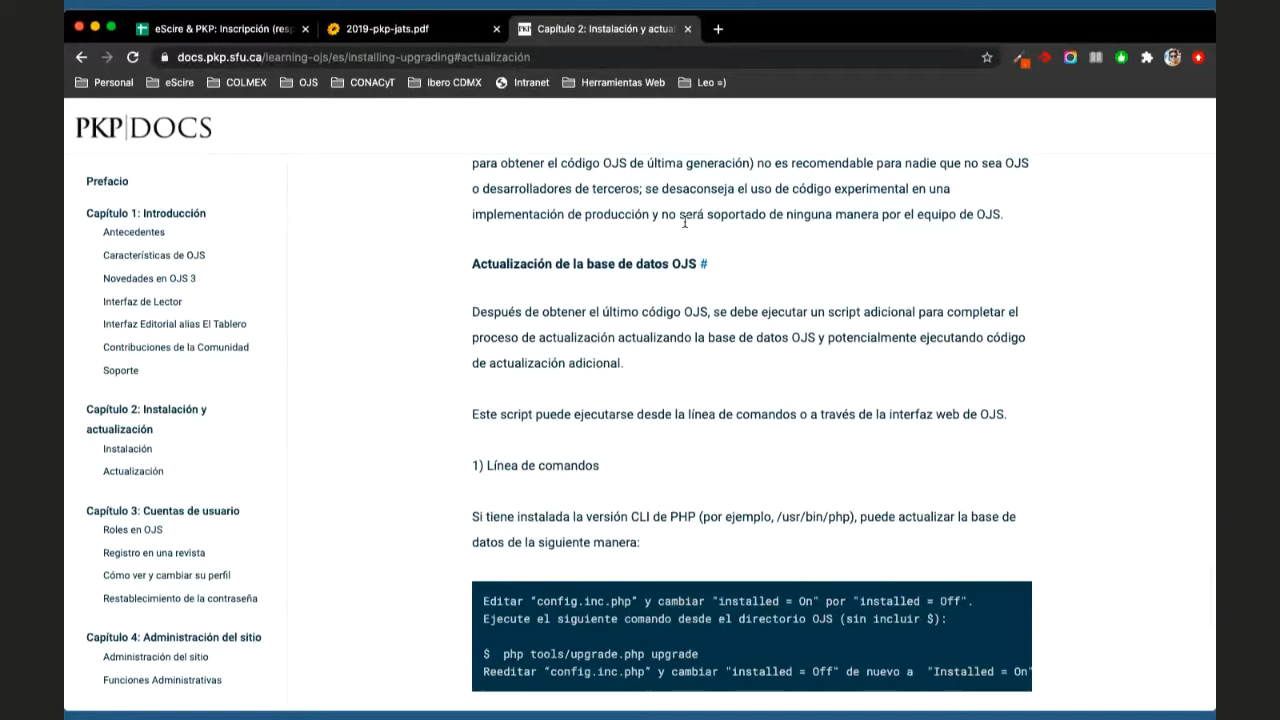 eScire & PKP: Inscripción (resp
2019-pkp-jats.pdf
PKP
Capítulo 2: Instalación y actua
docs.pkp.sfu.ca/learning-ojs/es/installing-upgrading#actualización
Personal
eScire
COLMEX
OJS
CONACyT
Ibero CDMX
Intranet
Herramientas Web
Leo =)
PKP|DOCS
Prefacio
Capítulo 1: Introducción
Antecedentes
Características de OJS
Novedades en OJS 3
Interfaz de Lector
Interfaz Editorial alias El Tablero
Contribuciones de la Comunidad
Soporte
Capítulo 2: Instalación y
actualización
Instalación
Actualización
Capítulo 3: Cuentas de usuario
Roles en OJS
Registro en una revista
Cómo ver y cambiar su perfil
Restablecimiento de la contraseña
Capítulo 4: Administración del sitio
Administración del sitio
Funciones Administrativas
para obtener el código OJS de última generación) no es recomendable para nadie que no sea OJS
o desarrolladores de terceros; se desaconseja el uso de código experimental en una
implementación de producción y no será soportado de ninguna manera por el equipo de OJS.
Actualización de la base de datos OJS #
Después de obtener el último código OJS, se debe ejecutar un script adicional para completar el
proceso de actualización actualizando la base de datos OJS y potencialmente ejecutando código
de actualización adicional.
Este script puede ejecutarse desde la línea de comandos o a través de la interfaz web de OJS.
1) Línea de comandos
Si tiene instalada la versión CLI de PHP (por ejemplo, /usr/bin/php), puede actualizar la base de
datos de la siguiente manera:
Editar “config.inc.php” y cambiar "installed = On" por "installed = Off".
Ejecute el siguiente comando desde el directorio OJS (sin incluir $):
$  php tools/upgrade.php upgrade
Reeditar “config.inc.php” y cambiar "installed = Off" de nuevo a  "Installed = On"